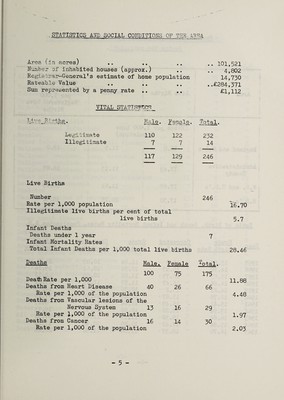 STATISTICS AND SOCIAL CONDITIONS OF THE AREA
Area (in acres) .. .. .. .. 101,521
Number of inhabited houses (approx.) .. .. 4,802
Registrar-General's estimate of home population 14,730
Rateable Value .. .. .. ..£284,371
Sum represented by a penny rate .. .. £1,112
VITAL STATISTICS.
Live Births. Male. Female. Total.
Legitimate 110 122 232
Illegitimate 7 7 14
117 129 246
Live Births
Number 246
Rate per 1,000 population 16.70
Illegitimate live births per cent of total
live births 5.7
Infant Deaths
Deaths under 1 year 7
Infant Mortality Rates
Total Infant Deaths per 1,000 total live births 28.46
Deaths Male. Female Total.
100 75 175
Death Rate per 1,000 11.88
Deaths from Heart Disease 40 26 66
Rate per 1,000 of the population 4.48
Deaths from Vascular lesions of the
Nervous System 13 16 29
Rate per 1,000 of the population 1.97
Deaths from Cancer 16 14 30
Rate per 1,000 of the population 2.03
- 5 -